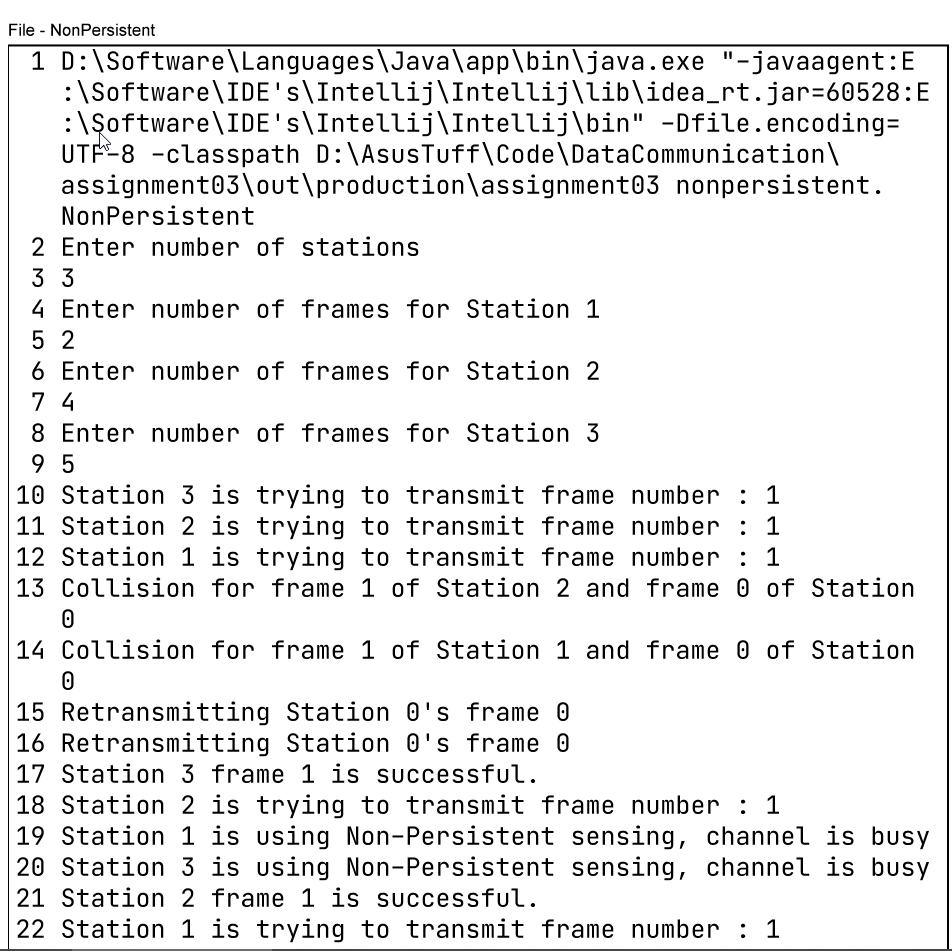 File - NonPersistent
1 D:\Software\Languages\Java\app\bin\java.exe "-javaagent:E
:\Software\IDE's\Intellij\Intellij\lib\idea_rt.jar=60528:E
:\Software\IDE's\Intellij\Intellij\bin" -Dfile.encoding=
UTF-8 -classpath D:\AsusTuff\Code\DataCommunication\
assignment03\out\production\assignment03 nonpersistent.
NonPersistent
2 Enter number of stations
3 3
4 Enter number of frames for Station 1
5 2
6 Enter number of frames for Station 2
7 4
8 Enter number of frames for Station 3
9 5
10 Station 3 is trying to transmit frame number : 1
11 Station 2 is trying to transmit frame number : 1
12 Station 1 is trying to transmit frame number : 1
13 Collision for frame 1 of Station 2 and frame 0 of Station
0
14 Collision for frame 1 of Station 1 and frame 0 of Station
0
15 Retransmitting Station 0's frame 0
16 Retransmitting Station 0's frame 0
17 Station 3 frame 1 is successful.
18 Station 2 is trying to transmit frame number : 1
19 Station 1 is using Non-Persistent sensing, channel is busy
20 Station 3 is using Non-Persistent sensing, channel is busy
21 Station 2 frame 1 is successful.
22 Station 1 is trying to transmit frame number : 1